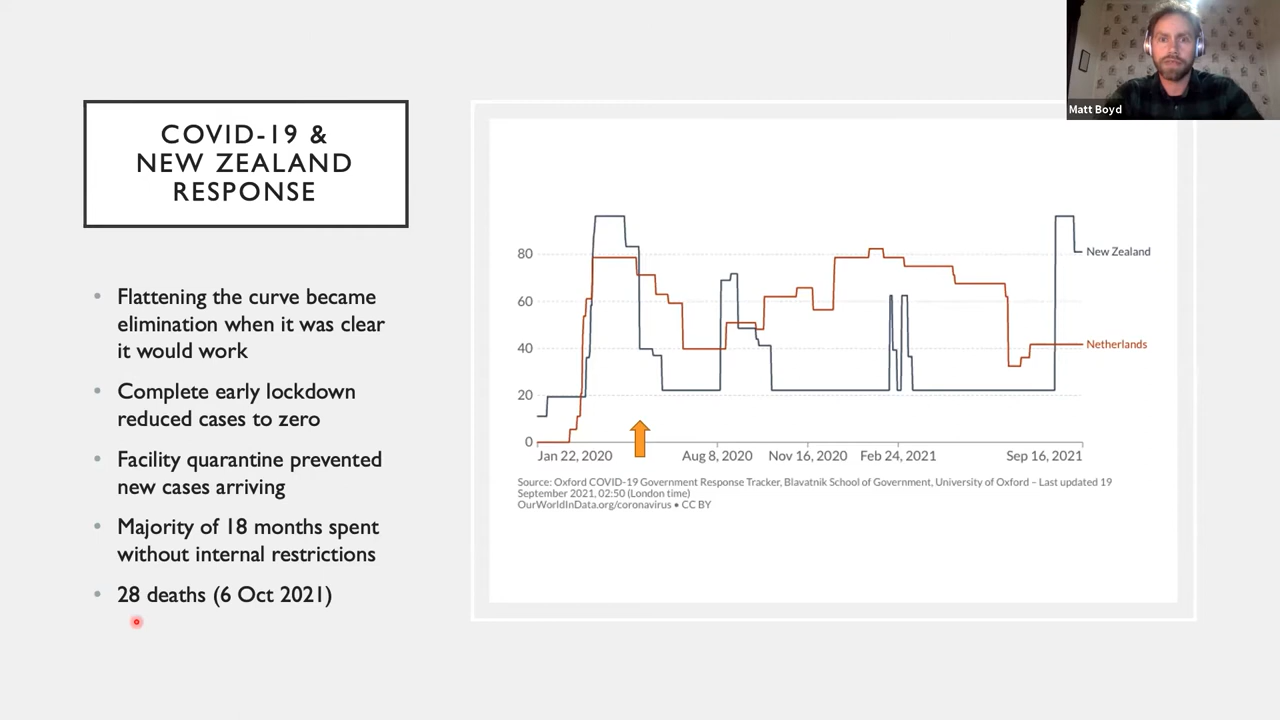 COVID-19 &
NEW ZEALAND
RESPONSE
• Flattening the curve became
elimination when it was clear
it would work
• Complete early lockdown
reduced cases to zero
• Facility quarantine prevented
new cases arriving
• Majority of 18 months spent
without internal restrictions
• 28 deaths (6 Oct 2021)
Matt Boyd
80
60
40
20
0
New Zealand
Netherlands
Jan 22, 2020 Aug 8, 2020 Nov 16, 2020 Feb 24, 2021 Sep 16, 2021
Source: Oxford COVID-19 Government Response Tracker, Blavatnik School of Government, University of Oxford – Last updated 19
September 2021, 02:50 (London time)
OurWorldInData.org/coronavirus • CC BY